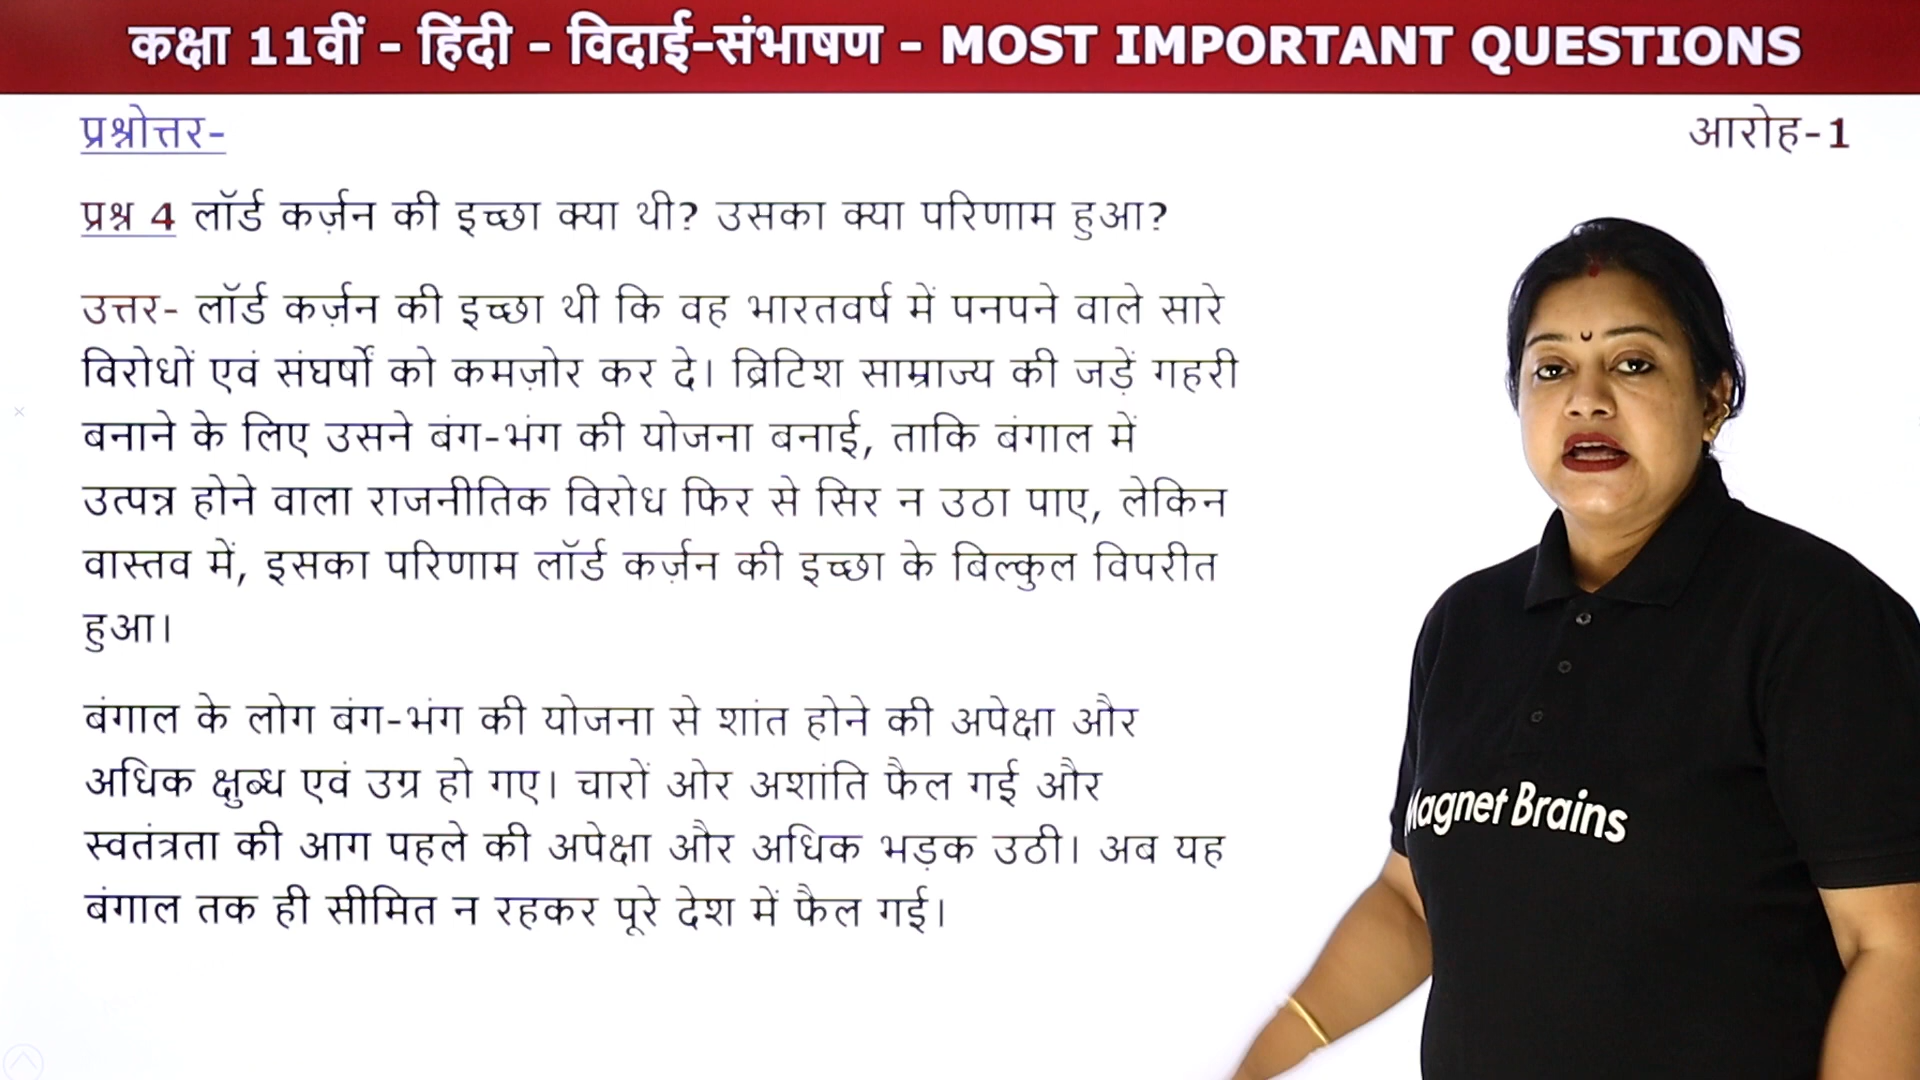 कक्षा 11वीं - हिंदी - विदाई-संभाषण - MOST IMPORTANT QUESTIONS
प्रश्नोत्तर-
आरोह-1
प्रश्न 4 लॉर्ड कर्ज़न की इच्छा क्या थी? उसका क्या परिणाम हुआ?
उत्तर- लॉर्ड कर्ज़न की इच्छा थी कि वह भारतवर्ष में पनपने वाले सारे
विरोधों एवं संघर्षों को कमज़ोर कर दे। ब्रिटिश साम्राज्य की जड़ें गहरी
बनाने के लिए उसने बंग-भंग की योजना बनाई, ताकि बंगाल में
उत्पन्न होने वाला राजनीतिक विरोध फिर से सिर न उठा पाए, लेकिन
वास्तव में, इसका परिणाम लॉर्ड कर्ज़न की इच्छा के बिल्कुल विपरीत
हुआ।
बंगाल के लोग बंग-भंग की योजना से शांत होने की अपेक्षा और
अधिक क्षुब्ध एवं उग्र हो गए। चारों ओर अशांति फैल गई और
स्वतंत्रता की आग पहले की अपेक्षा और अधिक भड़क उठी। अब यह
बंगाल तक ही सीमित न रहकर पूरे देश में फैल गई।
Magnet Brains